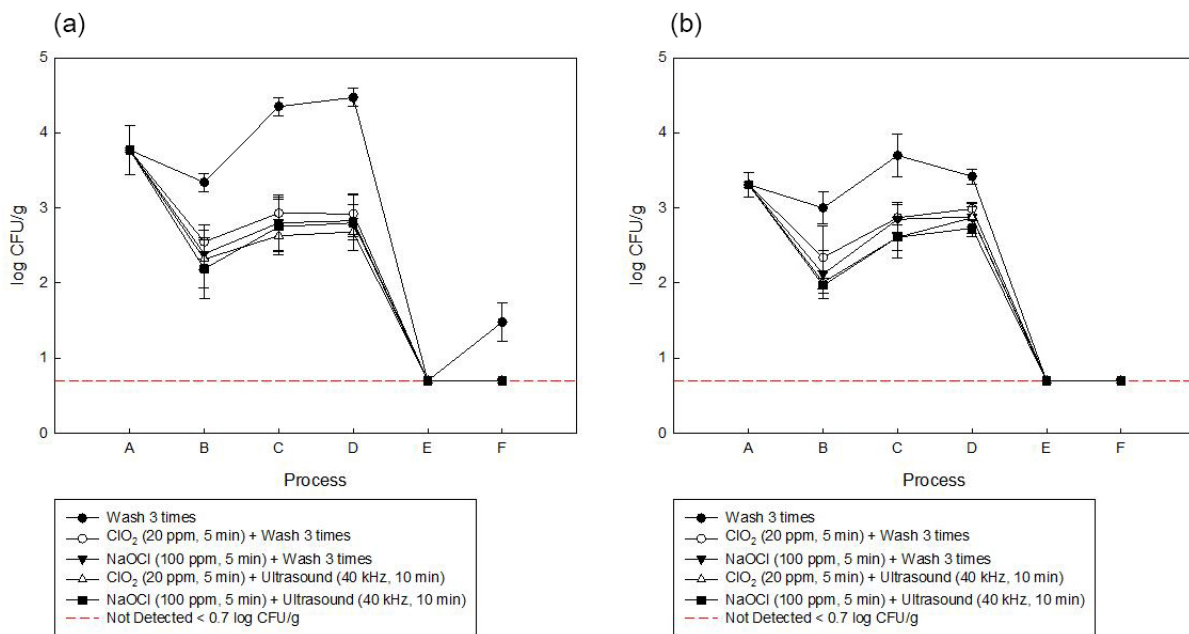 (a)
5
4
3
2
1
0
log CFU/g
A B C D E F
Process
Wash 3 times
ClO₂ (20 ppm, 5 min) + Wash 3 times
NaOCl (100 ppm, 5 min) + Wash 3 times
ClO₂ (20 ppm, 5 min) + Ultrasound (40 kHz, 10 min)
NaOCl (100 ppm, 5 min) + Ultrasound (40 kHz, 10 min)
Not Detected < 0.7 log CFU/g
(b)
5
4
3
2
1
0
log CFU/g
A B C D E F
Process
Wash 3 times
ClO₂ (20 ppm, 5 min) + Wash 3 times
NaOCl (100 ppm, 5 min) + Wash 3 times
ClO₂ (20 ppm, 5 min) + Ultrasound (40 kHz, 10 min)
NaOCl (100 ppm, 5 min) + Ultrasound (40 kHz, 10 min)
Not Detected < 0.7 log CFU/g